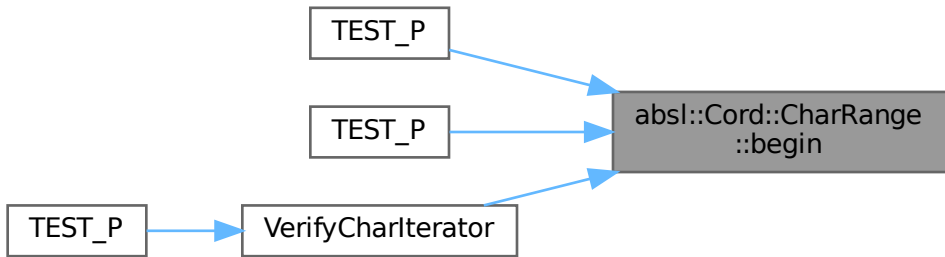 TEST_P
absl::Cord::CharRange
::begin
TEST_P
TEST_P
VerifyCharIterator